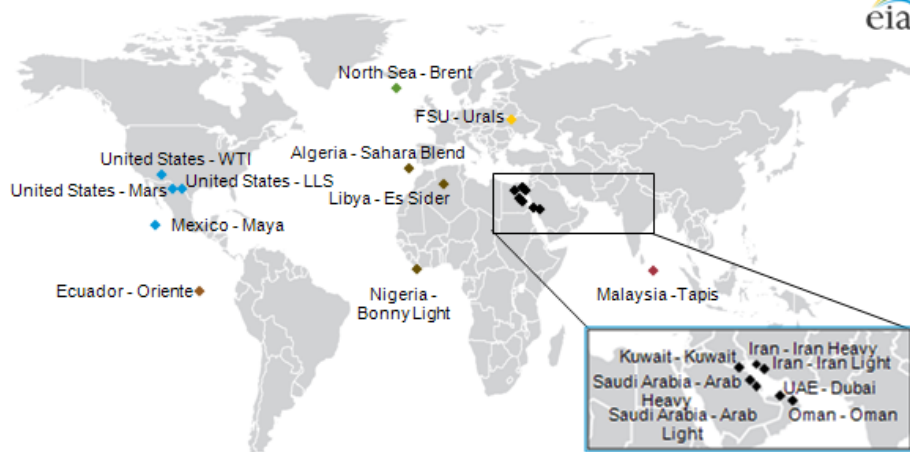 eia
North Sea - Brent
FSU - Urals
United States - WTI
Algeria - Sahara Blend
United States - Mars
United States - LLS
Libya - Es Sider
Mexico - Maya
Ecuador - Oriente
Nigeria -
Bonny Light
Malaysia - Tapis
Kuwait - Kuwait
Iran - Iran Heavy
Iran - Iran Light
Saudi Arabia - Arab
Heavy
UAE - Dubai
Saudi Arabia - Arab
Light
Oman - Oman